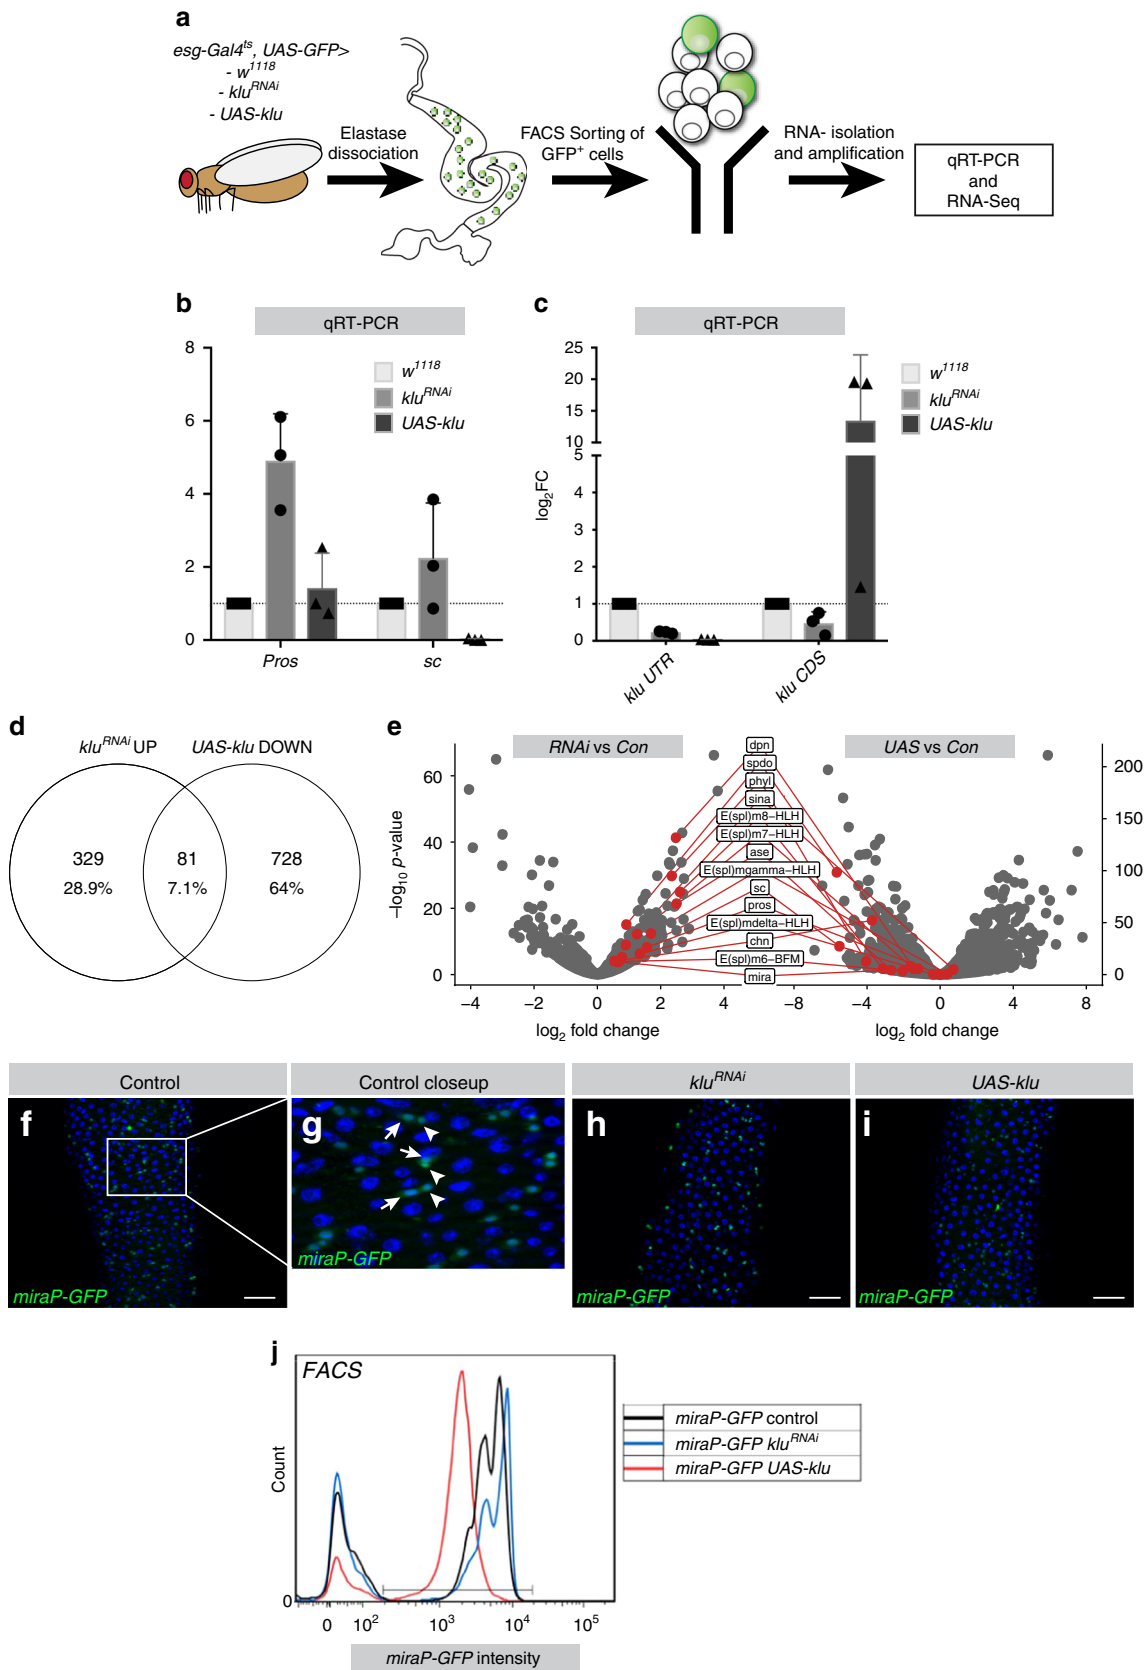 a
esg-Gal4ts, UAS-GFP>
- w1118
- kluRNAi
- UAS-klu
Elastase
dissociation
FACS Sorting of
GFP+ cells
RNA- isolation
and amplification
qRT-PCR
and
RNA-Seq
b
qRT-PCR
8
6
4
2
0
w1118
kluRNAi
UAS-klu
Pros
sc
c
qRT-PCR
log2FC
25
20
15
10
5
4
3
2
1
0
w1118
kluRNAi
UAS-klu
klu UTR
klu CDS
d
kluRNAi UP
UAS-klu DOWN
329
28.9%
81
7.1%
728
64%
e
RNAi vs Con
UAS vs Con
–log10 p-value
60
40
20
0
200
150
100
50
0
dpn
spdo
phyl
sina
E(spl)m8–HLH
E(spl)m7–HLH
ase
E(spl)mgamma–HLH
sc
pros
E(spl)mdelta–HLH
chn
E(spl)m6–BFM
mira
–4
–2
0
2
4
–8
–4
0
4
8
log2 fold change
log2 fold change
Control
Control closeup
kluRNAi
UAS-klu
f
miraP-GFP
g
miraP-GFP
h
miraP-GFP
i
miraP-GFP
j
FACS
Count
0
0
10²
10³
10⁴
10⁵
miraP-GFP intensity
miraP-GFP control
miraP-GFP kluRNAi
miraP-GFP UAS-klu